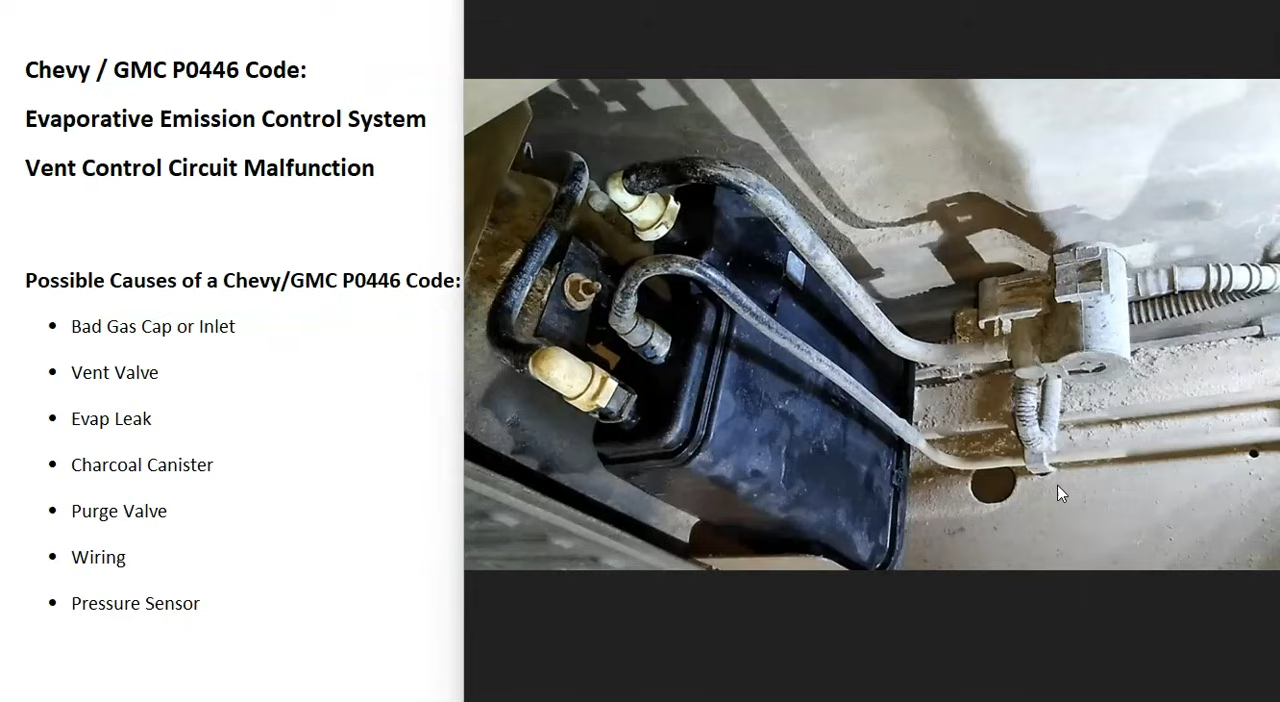 Chevy / GMC P0446 Code:
Evaporative Emission Control System
Vent Control Circuit Malfunction
Possible Causes of a Chevy/GMC P0446 Code:
• Bad Gas Cap or Inlet
• Vent Valve
• Evap Leak
• Charcoal Canister
• Purge Valve
• Wiring
• Pressure Sensor